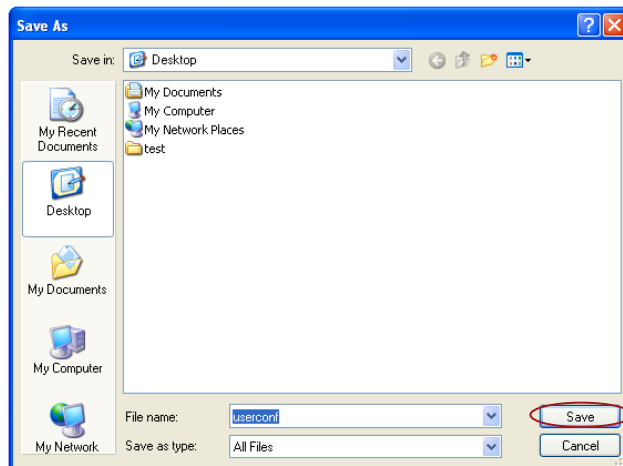 Save As
Save in:
Desktop
My Documents
My Computer
My Network Places
test
My Recent
Documents
Desktop
My Documents
My Computer
My Network
File name:
userconf
Save
Save as type:
All Files
Cancel